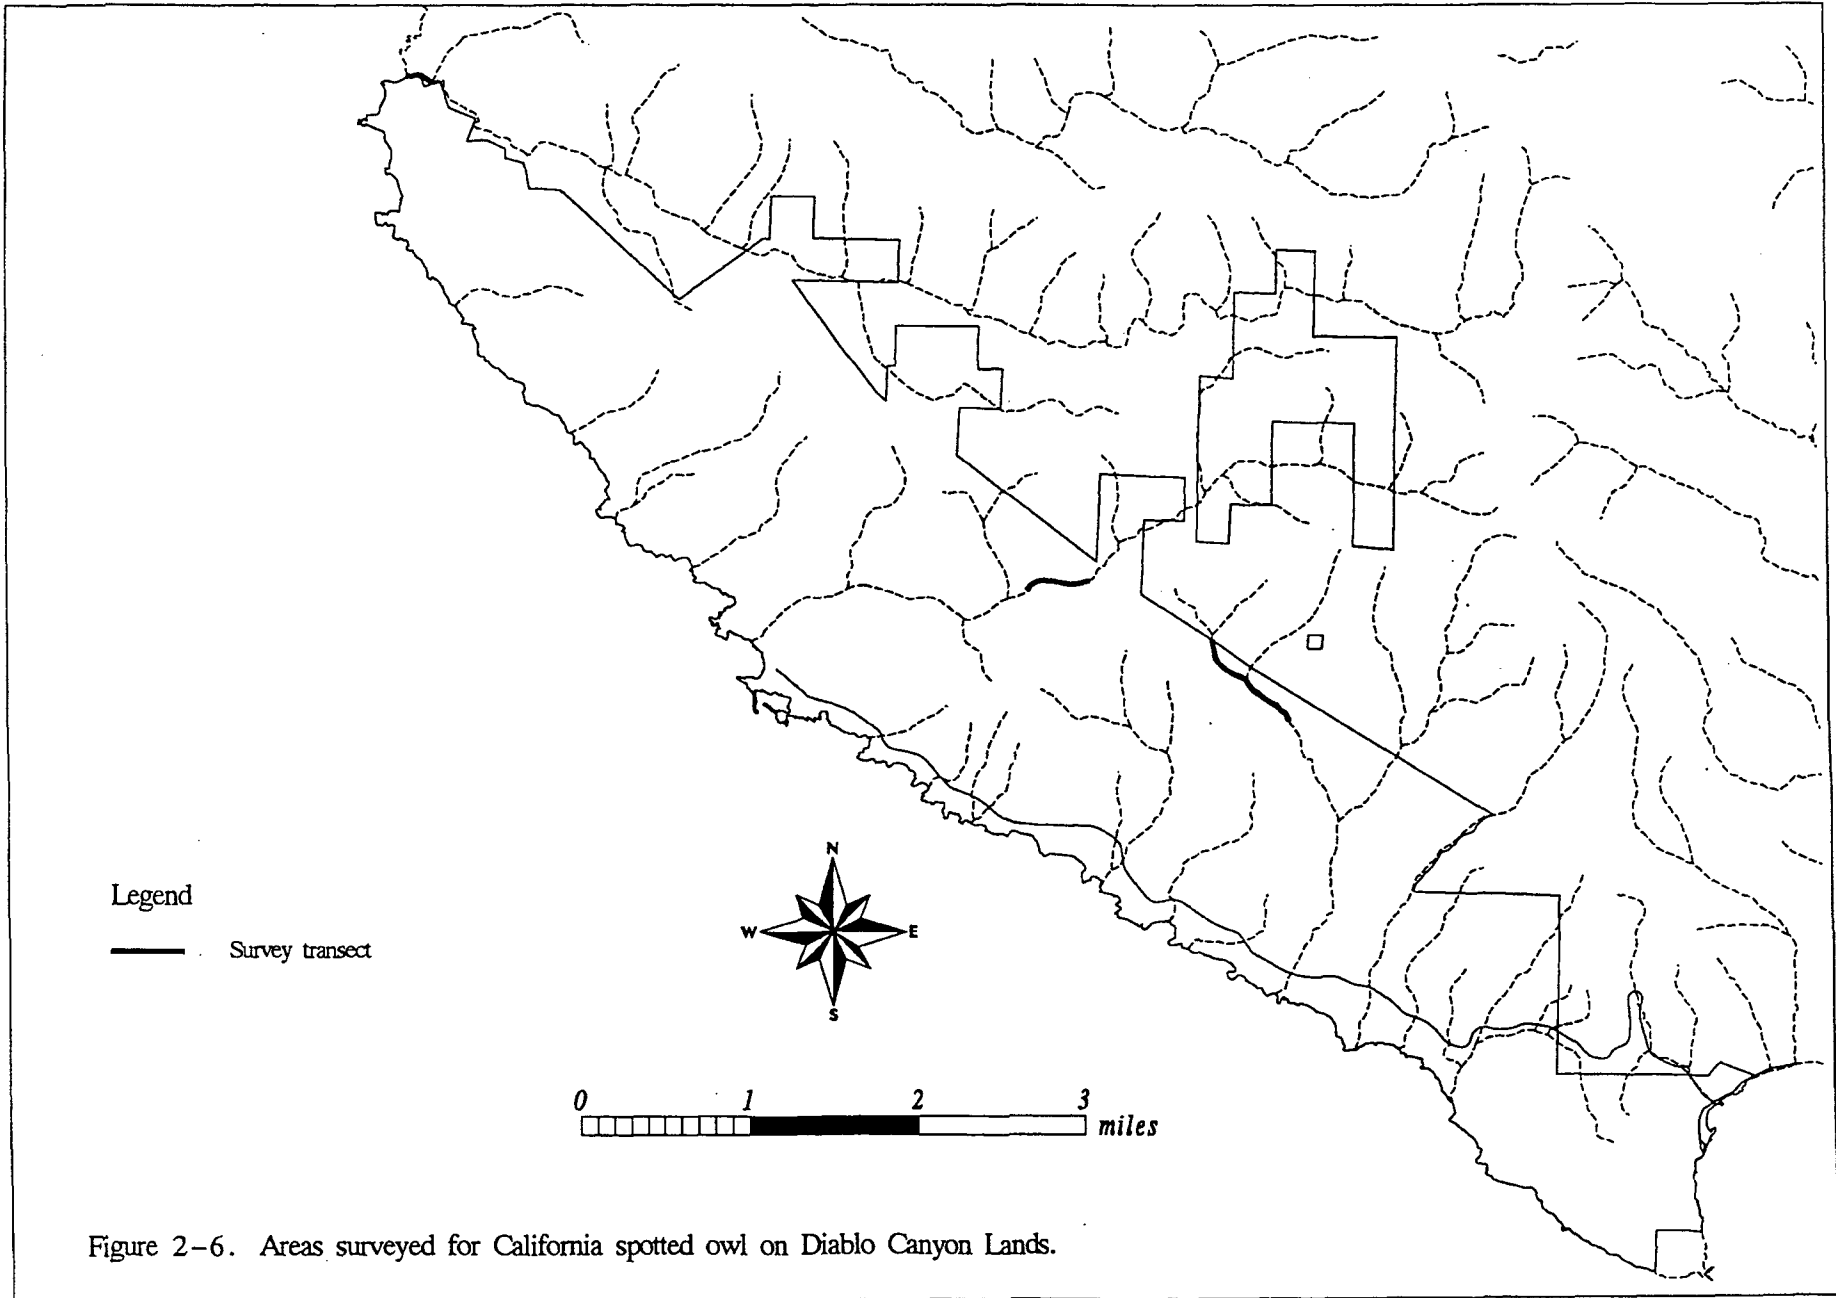 N
W E
S
Legend
Survey transect
0 1 2 3
miles
Figure 2-6. Areas surveyed for California spotted owl on Diablo Canyon Lands.